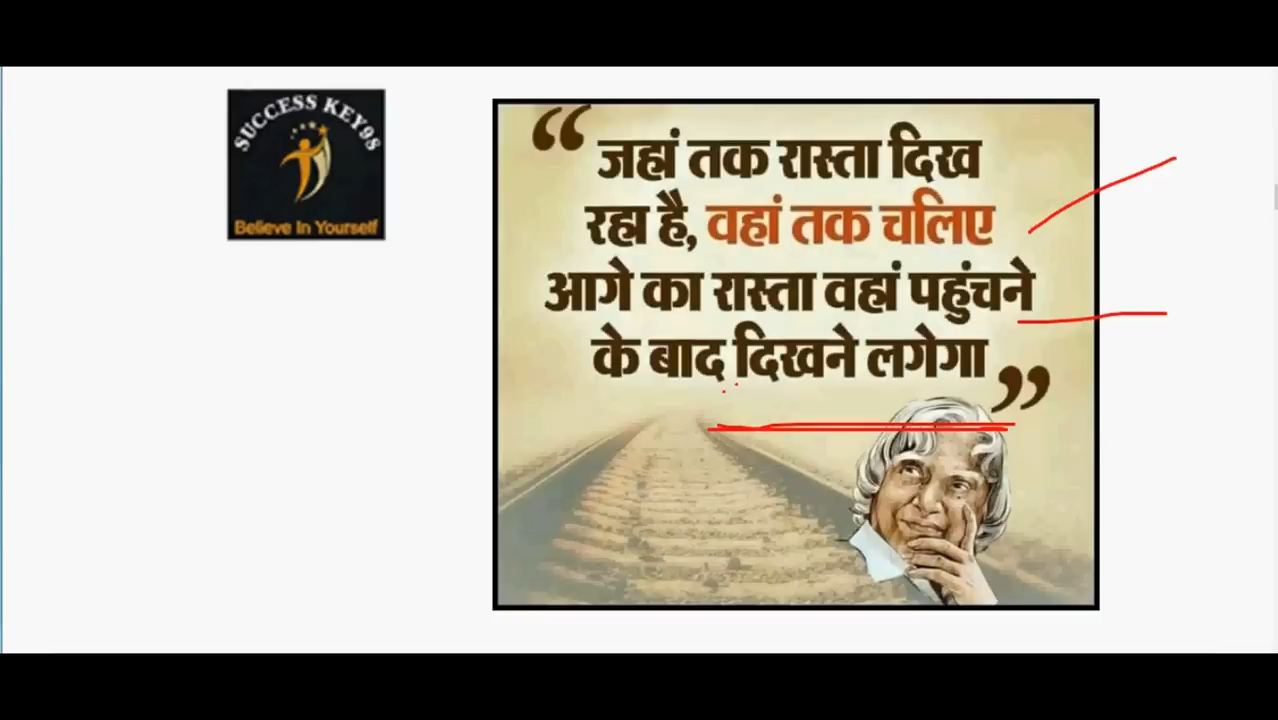 SUCCESS KEY98
Believe In Yourself
“ जहां तक रास्ता दिख
रहा है, वहां तक चलिए
आगे का रास्ता वहां पहुंचने
के बाद दिखने लगेगा ”